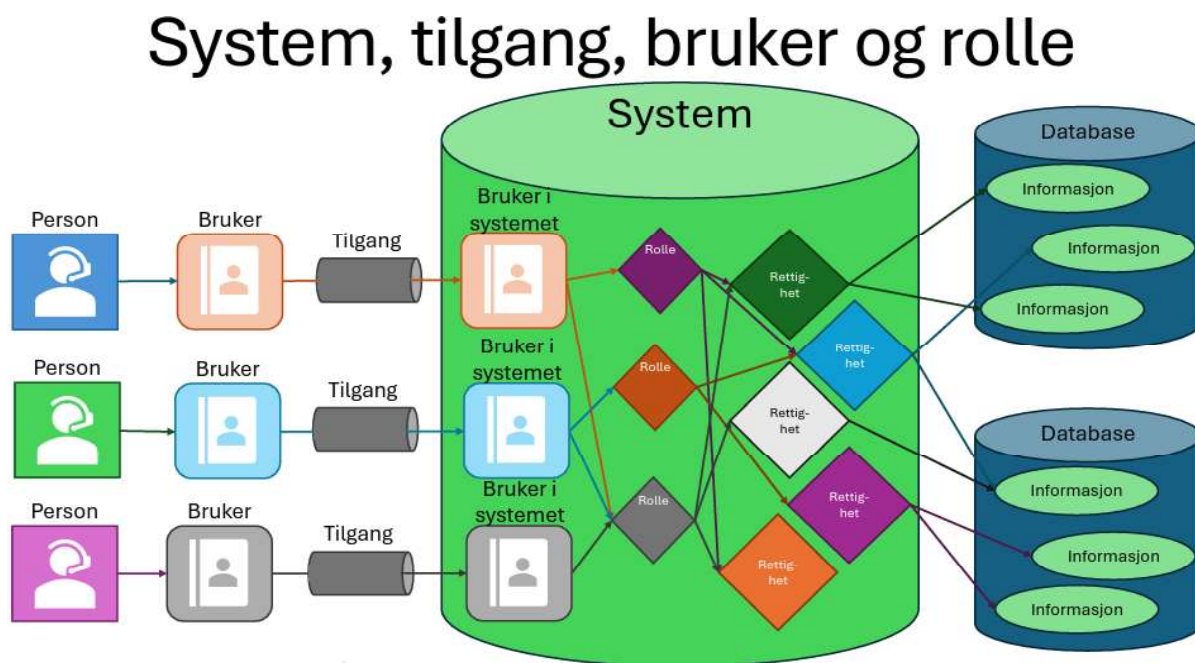 System, tilgang, bruker og rolle
System
Database
Informasjon
Informasjon
Informasjon
Person
Bruker
Tilgang
Bruker i
systemet
Rolle
Rettig-
het
Rettig-
het
Person
Bruker
Tilgang
Bruker i
systemet
Rolle
Rettig-
het
Database
Informasjon
Informasjon
Informasjon
Person
Bruker
Tilgang
Bruker i
systemet
Rolle
Rettig-
het
Rettig-
het